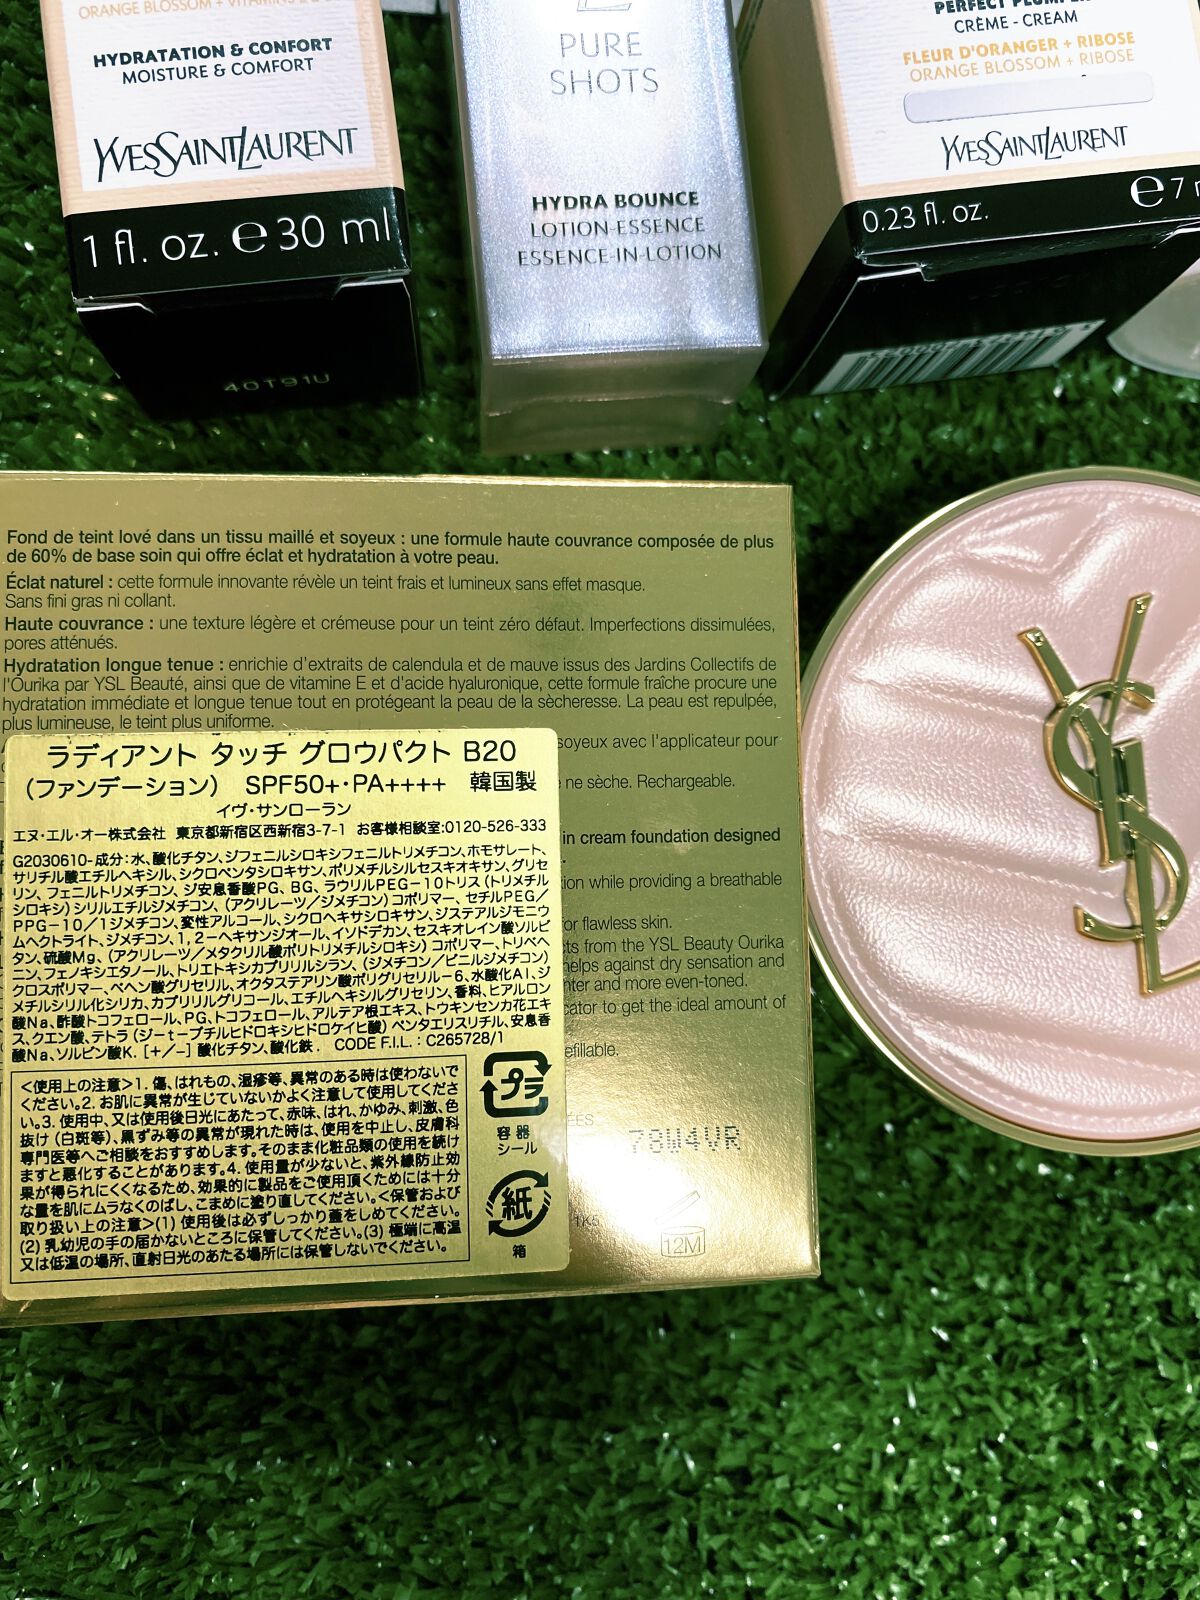 ORANGE BLOSSOM + VITAMINS
HYDRATATION & CONFORT
MOISTURE & COMFORT
YVESSAINTLAURENT
1 fl. oz. e 30 ml
40T91U
PURE
SHOTS
HYDRA BOUNCE
LOTION-ESSENCE
ESSENCE-IN-LOTION
PERFECT
CRÈME - CREAM
FLEUR D'ORANGER + RIBOSE
ORANGE BLOSSOM + RIBOSE
YVESSAINTLAURENT
0.23 fl. oz. e 7
Fond de teint lové dans un tissu maillé et soyeux : une formule haute couvrance composée de plus
de 60% de base soin qui offre éclat et hydratation à votre peau.
Éclat naturel : cette formule innovante révèle un teint frais et lumineux sans effet masque.
Sans fini gras ni collant.
Haute couvrance : une texture légère et crémeuse pour un teint zéro défaut. Imperfections dissimulées,
pores atténués.
Hydratation longue tenue : enrichie d'extraits de calendula et de mauve issus des Jardins Collectifs de
l'Ourika par YSL Beauté, ainsi que de vitamine E et d'acide hyaluronique, cette formule fraîche procure une
hydratation immédiate et longue tenue tout en protégeant la peau de la sècheresse. La peau est repulpée,
plus lumineuse, le teint plus uniforme.
soyeux avec l'applicateur pour
ne sèche. Rechargeable.
in cream foundation designed
while providing a breathable
for flawless skin.
from the YSL Beauty Ourika
helps against dry sensation and
and more even-toned.
to get the ideal amount of
efillable.
78W4VR
12M
ラディアント タッチ グロウパクト B20
(ファンデーション) SPF50+・PA++++ 韓国製
イヴ・サンローラン
エヌ・エル・オー株式会社 東京都新宿区西新宿3-7-1 お客様相談室:0120-526-333
G2030610-成分:水、酸化チタン、ジフェニルシロキシフェニルトリメチコン、ホモサレート、
サリチル酸エチルヘキシル、シクロペンタシロキサン、ポリメチルシルセスキオキサン、グリセ
リン、フェニルトリメチコン、ジ安息香酸PG、BG、ラウリルPEG-10トリス(トリメチル
シロキシ)シリルエチルジメチコン、(アクリレーツ/ジメチコン)コポリマー、セチルPEG/
PPG-10/1ジメチコン、変性アルコール、シクロヘキサシロキサン、ジステアルジモニウ
ムヘクトライト、ジメチコン、1,2-ヘキサンジオール、イソドデカン、セスキオレイン酸ソルビ
タン、硫酸Mg、(アクリレーツ/メタクリル酸ポリトリメチルシロキシ)コポリマー、トリベヘ
ニン、フェノキシエタノール、トリエトキシカプリリルシラン、(ジメチコン/ビニルジメチコン)
クロスポリマー、ベヘン酸グリセリル、オクタステアリン酸ポリグリセリル-6、水酸化Al、ジ
メチルシリル化シリカ、カプリリルグリコール、エチルヘキシルグリセリン、香料、ヒアルロン
酸Na、酢酸トコフェロール、PG、トコフェロール、アルテア根エキス、トウキンセンカ花エキ
ス、クエン酸、テトラ(ジ-t-ブチルヒドロキシヒドロケイヒ酸)ペンタエリスリチル、安息香
酸Na、ソルビン酸K. [+/-] 酸化チタン、酸化鉄. CODE F.I.L.: C265728/1
<使用上の注意>1. 傷、はれもの、湿疹等、異常のある時は使わないで
ください。2. お肌に異常が生じていないかよく注意して使用してくださ
い。3. 使用中、又は使用後日光にあたって、赤味、はれ、かゆみ、刺激、色
抜け(白斑等)、黒ずみ等の異常が現れた時は、使用を中止し、皮膚科
専門医等へご相談をおすすめします。そのまま化粧品類の使用を続け
ますと悪化することがあります。4. 使用量が少ないと、紫外線防止効
果が得られにくくなるため、効果的に製品をご使用頂くためには十分
な量を肌にムラなくのばし、こまめに塗り直してください。<保管および
取り扱い上の注意>(1) 使用後は必ずしっかり蓋をしめてください。
(2) 乳幼児の手の届かないところに保管してください。(3) 極端に高温
又は低温の場所、直射日光のあたる場所には保管しないでください。
プラ
容器
シール
紙
箱
YSL